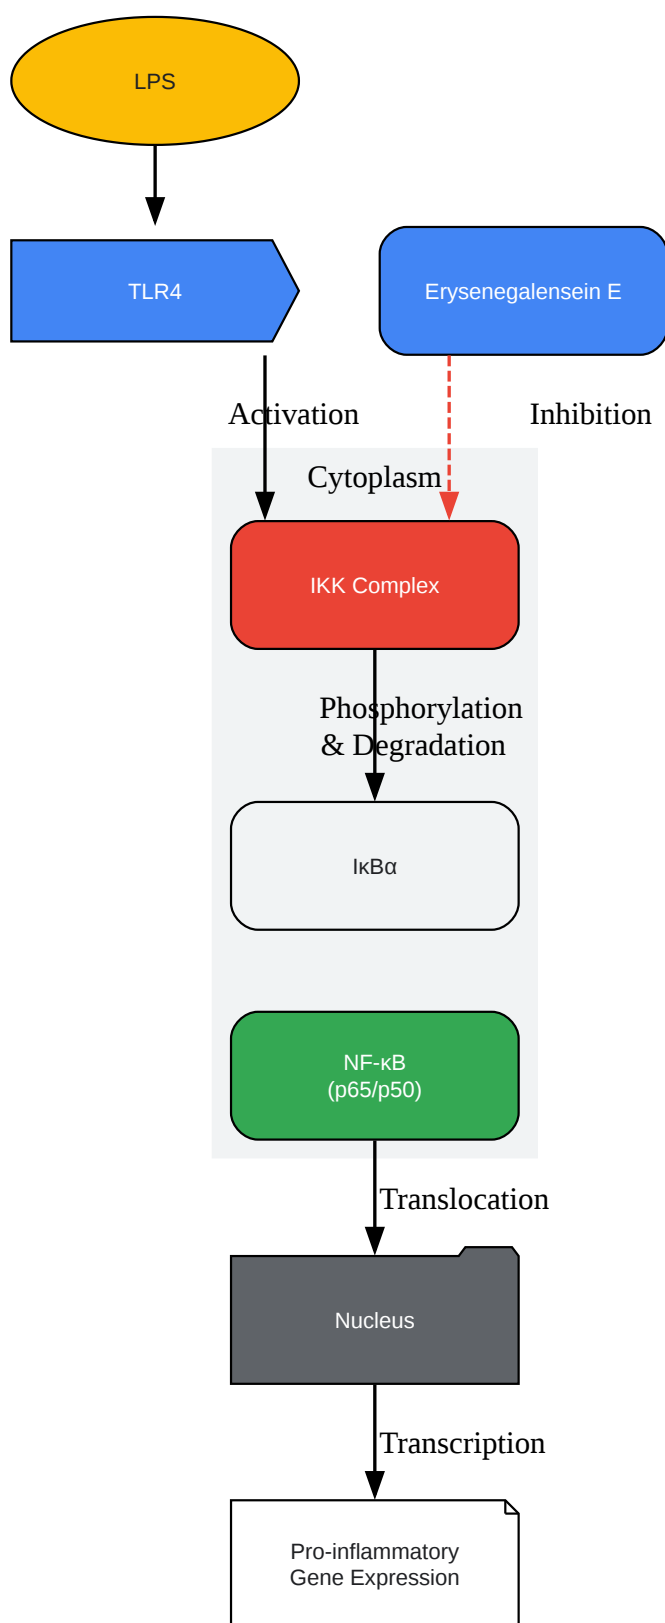 LPS
TLR4
Erysenegalensein E
Activation
Inhibition
Cytoplasm
IKK Complex
Phosphorylation
& Degradation
IκBα
NF-κB
(p65/p50)
Translocation
Nucleus
Transcription
Pro-inflammatory
Gene Expression